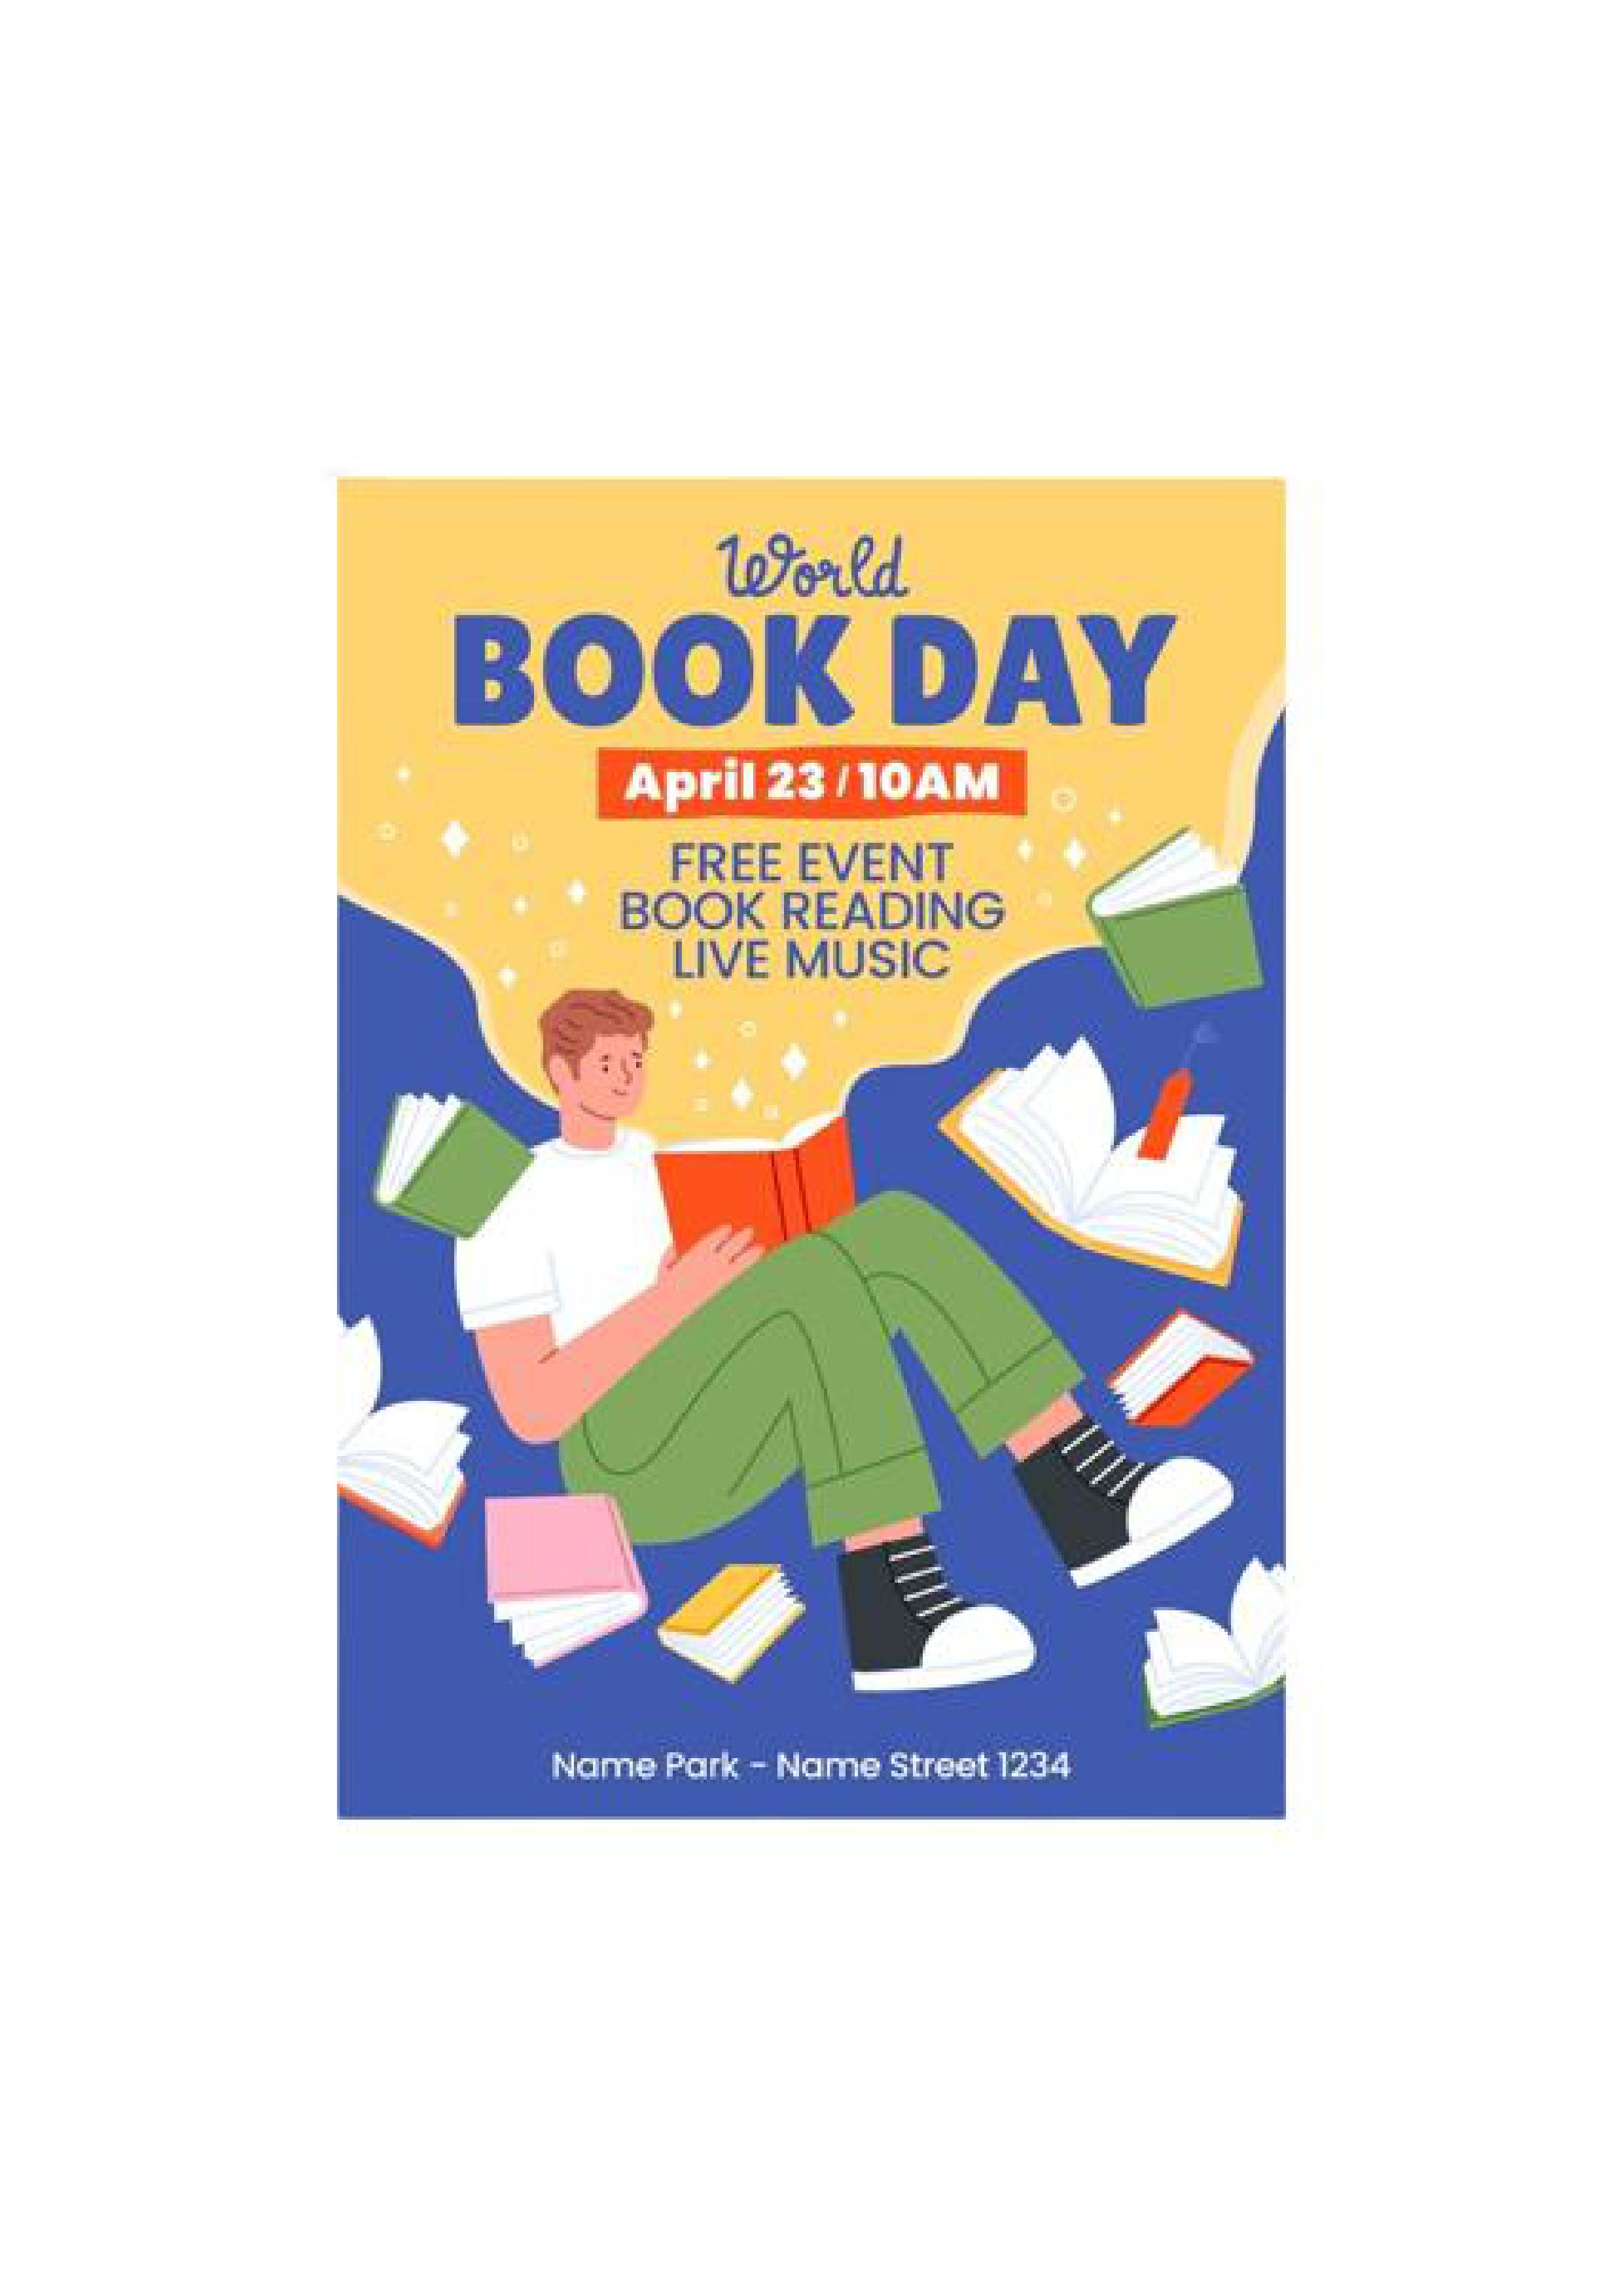 World
BOOK DAY
April 23 / 10AM
FREE EVENT
BOOK READING
LIVE MUSIC
Name Park - Name Street 1234